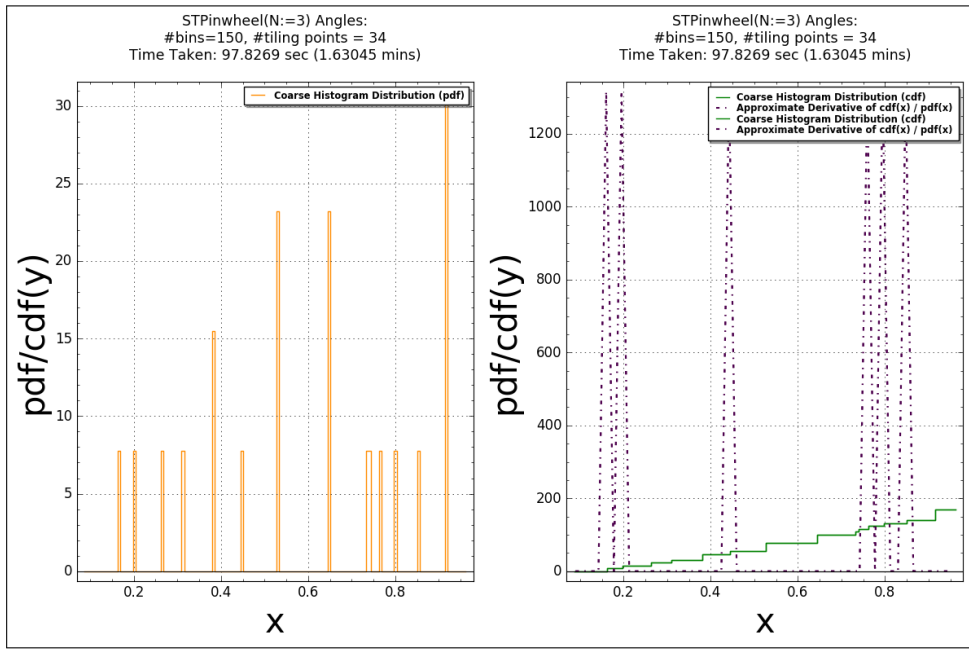 STPinwheel(N:=3) Angles:
#bins=150, #tiling points = 34
Time Taken: 97.8269 sec (1.63045 mins)
Coarse Histogram Distribution (pdf)
30
25
20
15
10
5
0
0.2
0.4
0.6
0.8
x
pdf/cdf(y)
STPinwheel(N:=3) Angles:
#bins=150, #tiling points = 34
Time Taken: 97.8269 sec (1.63045 mins)
Coarse Histogram Distribution (cdf)
Approximate Derivative of cdf(x) / pdf(x)
Coarse Histogram Distribution (cdf)
Approximate Derivative of cdf(x) / pdf(x)
1200
1000
800
600
400
200
0
0.2
0.4
0.6
0.8
x
pdf/cdf(y)